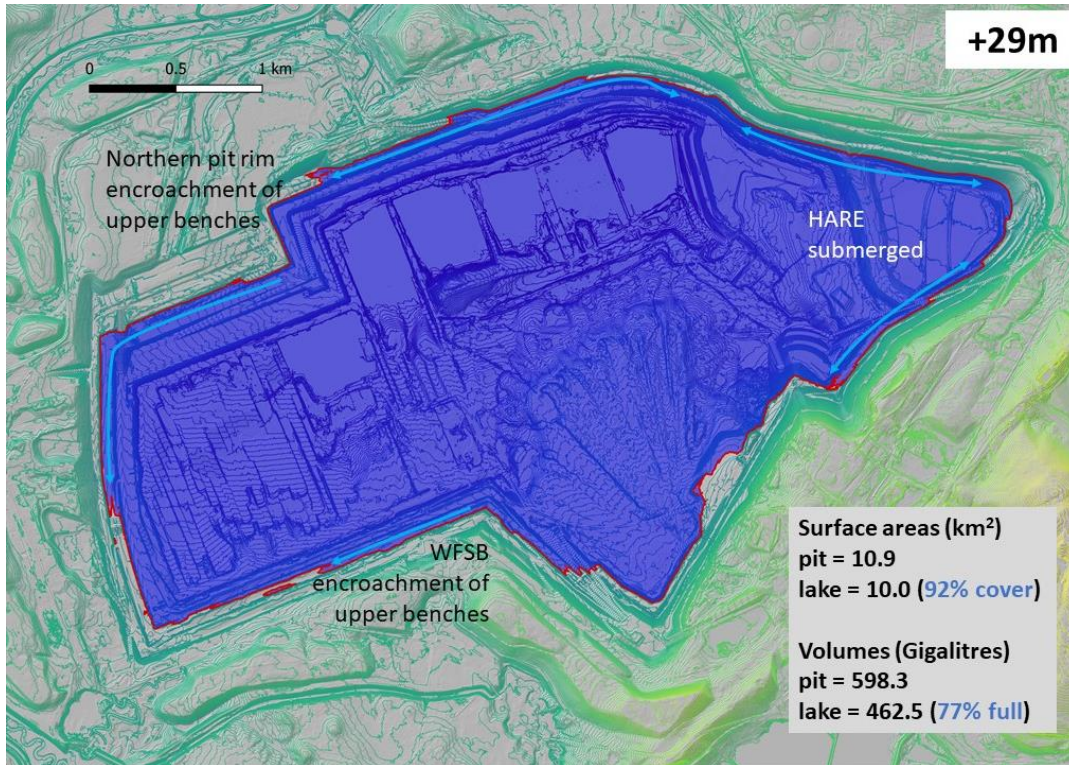 +29m
0 0.5 1 km
Northern pit rim
encroachment of
upper benches
HARE
submerged
WFSB
encroachment of
upper benches
Surface areas (km²)
pit = 10.9
lake = 10.0 (92% cover)
Volumes (Gigalitres)
pit = 598.3
lake = 462.5 (77% full)